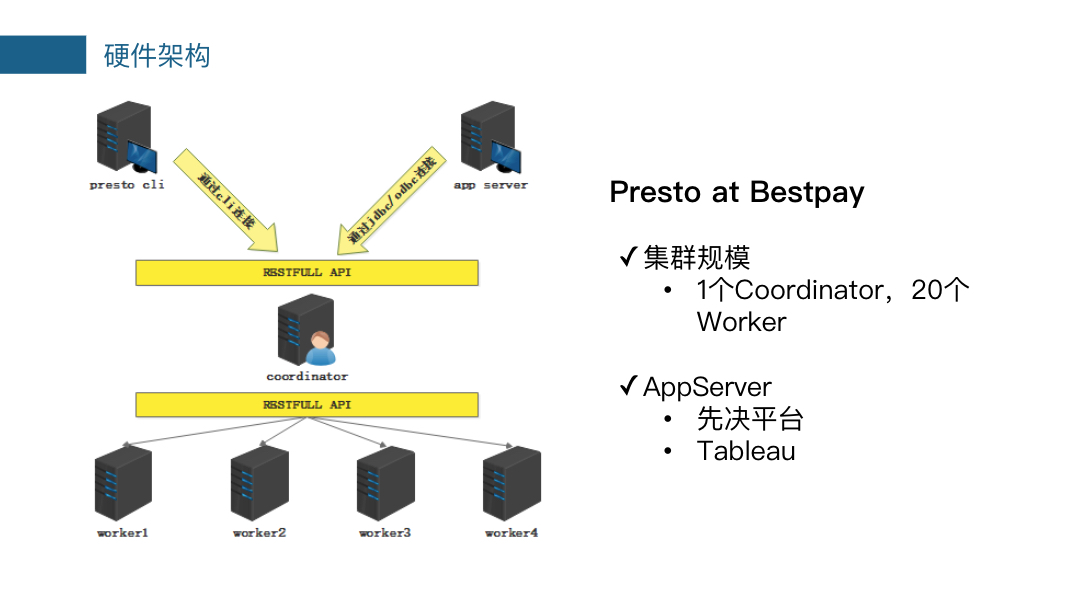 硬件架构
presto cli
app server
通过cli连接
通过jdbc/odbc连接
RESTFULL API
coordinator
RESTFULL API
worker1
worker2
worker3
worker4
Presto at Bestpay
✓集群规模
• 1个Coordinator，20个
Worker
✓AppServer
• 先决平台
• Tableau